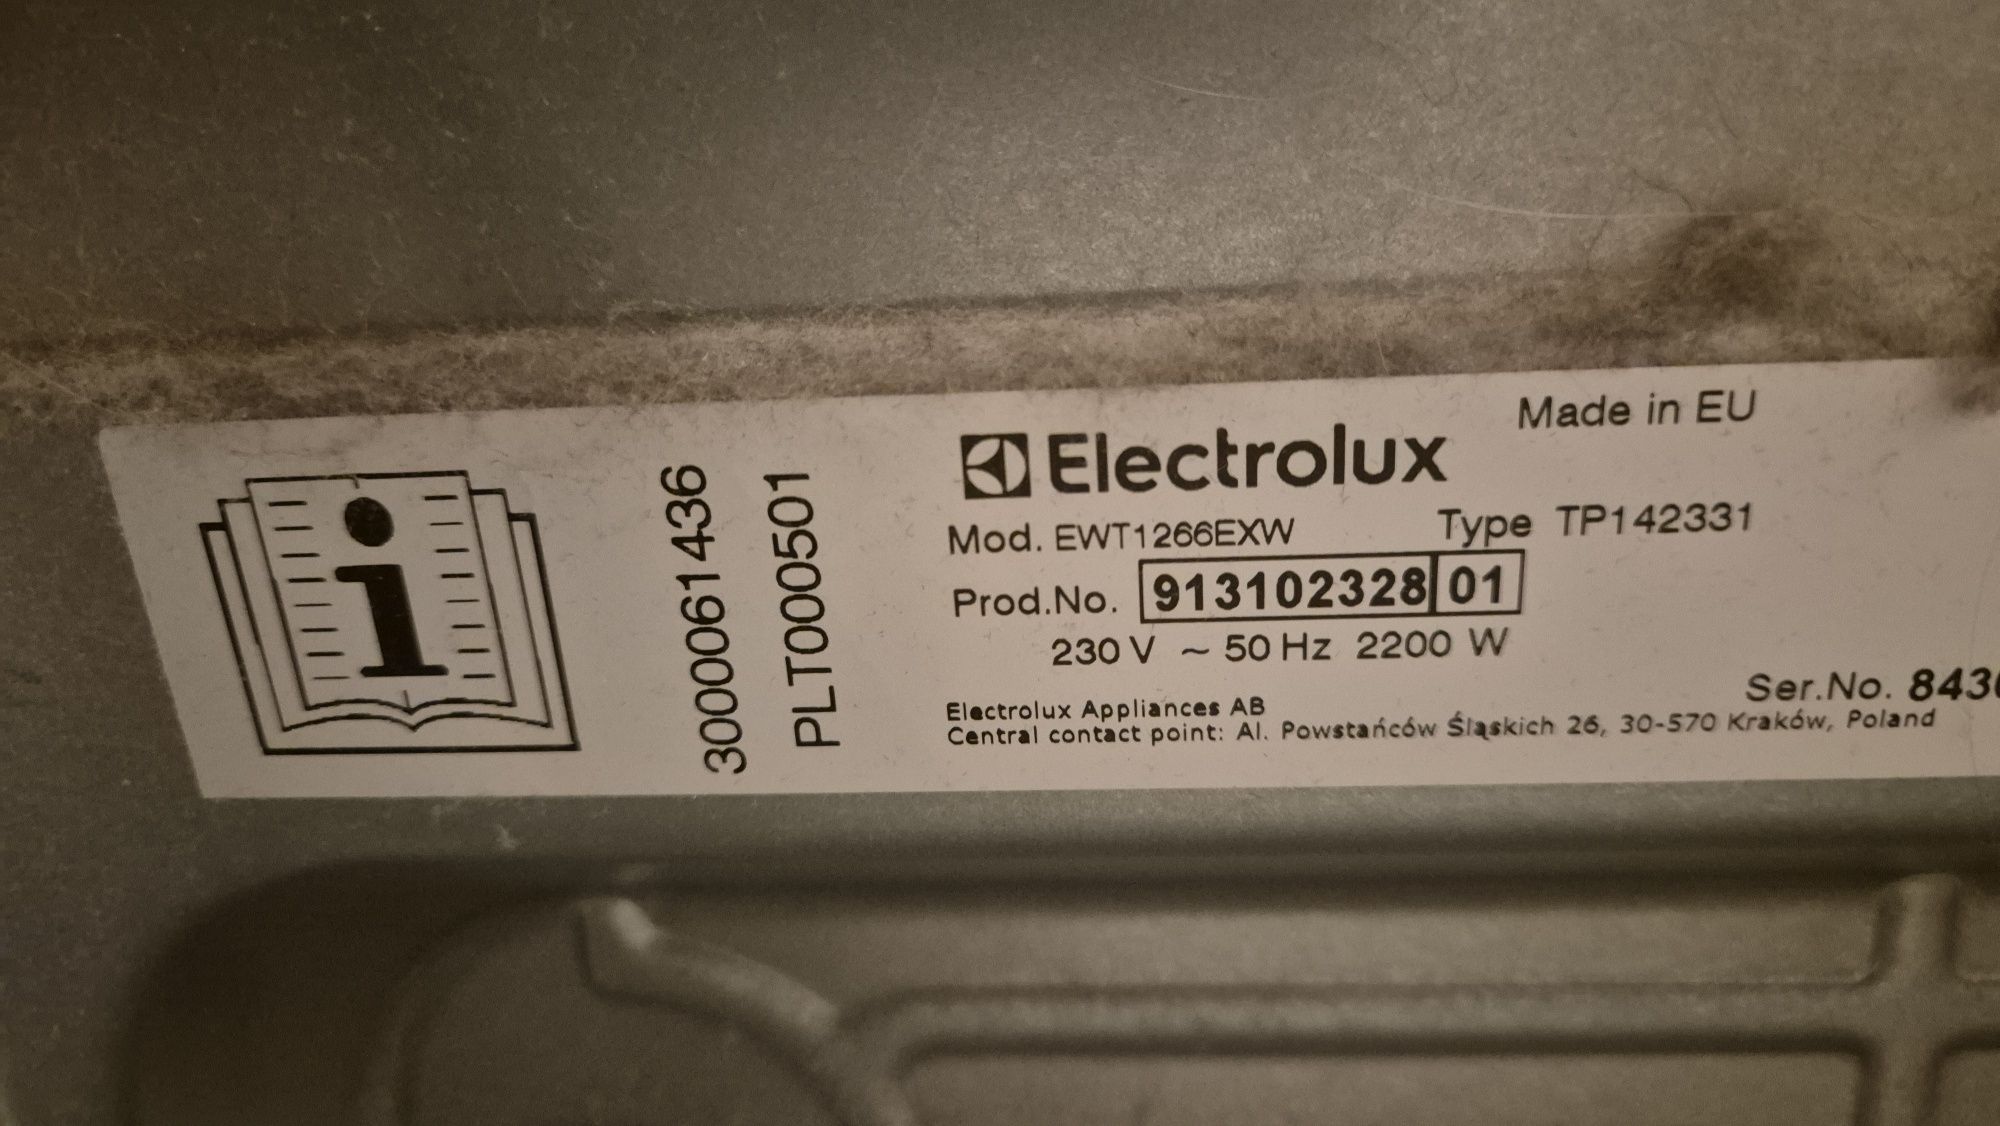 3000061436
PLT000501
Electrolux
Made in EU
Mod. EWT1266EXW Type TP142331
Prod.No. 913102328 01
230 V ~ 50 Hz 2200 W
Ser.No. 843
Electrolux Appliances AB
Central contact point: Al. Powstańców Śląskich 26, 30-570 Kraków, Poland